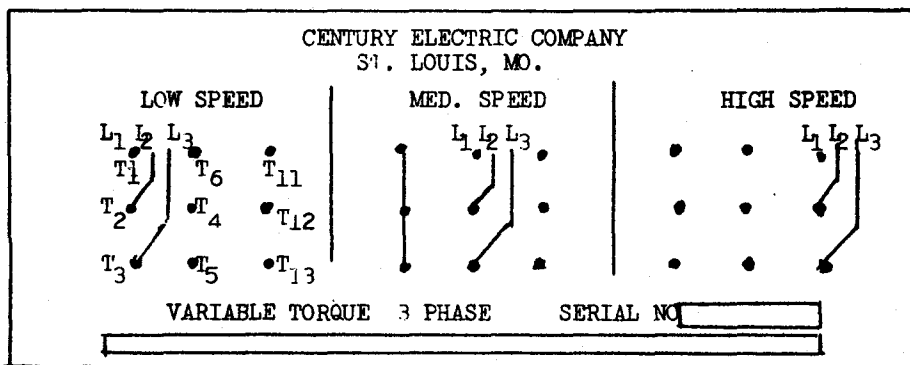 CENTURY ELECTRIC COMPANY
ST. LOUIS, MO.
LOW SPEED MED. SPEED HIGH SPEED
L1 L2 L3 L1 L2 L3 L1 L2 L3
T1 T6 T11
T2 T4 T12
T3 T5 T13
VARIABLE TORQUE 3 PHASE SERIAL NO